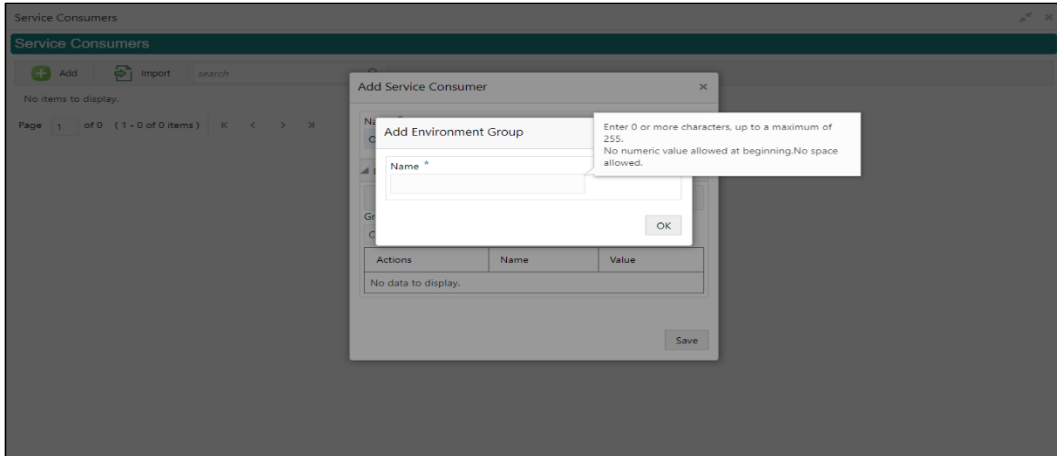 Service Consumers
Service Consumers
Add Import search
No items to display.
Page 1 of 0 (1 - 0 of 0 items) K < > X
Add Service Consumer ×
Add Environment Group
Enter 0 or more characters, up to a maximum of
255.
No numeric value allowed at beginning.No space
allowed.
Name *
OK
Actions Name Value
No data to display.
Save